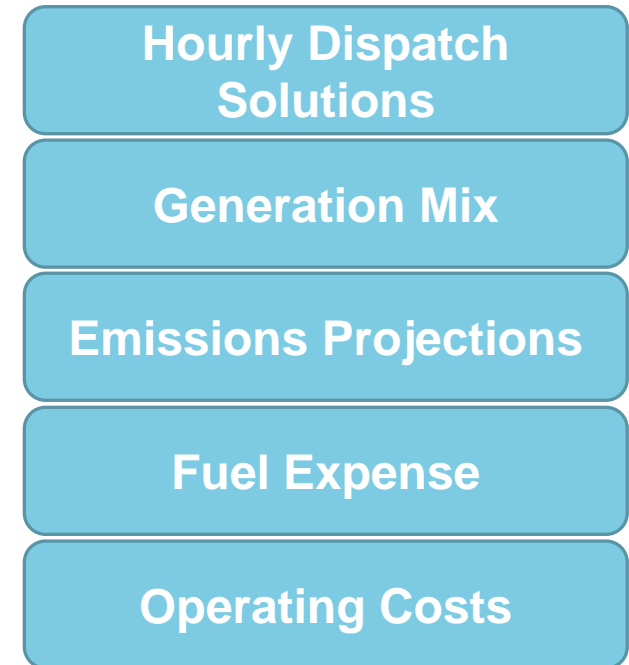 Hourly Dispatch
Solutions
Generation Mix
Emissions Projections
Fuel Expense
Operating Costs